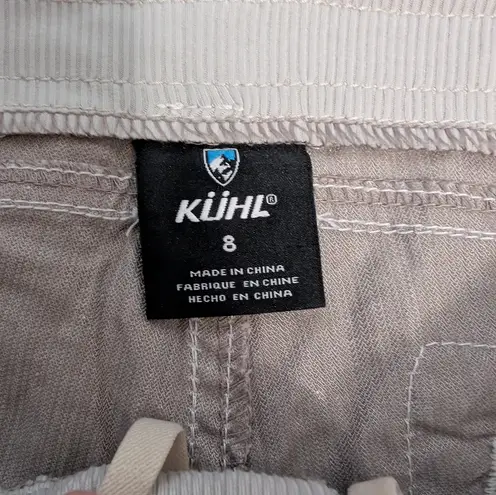 KÜHL®
8
MADE IN CHINA
FABRIQUE EN CHINE
HECHO EN CHINA